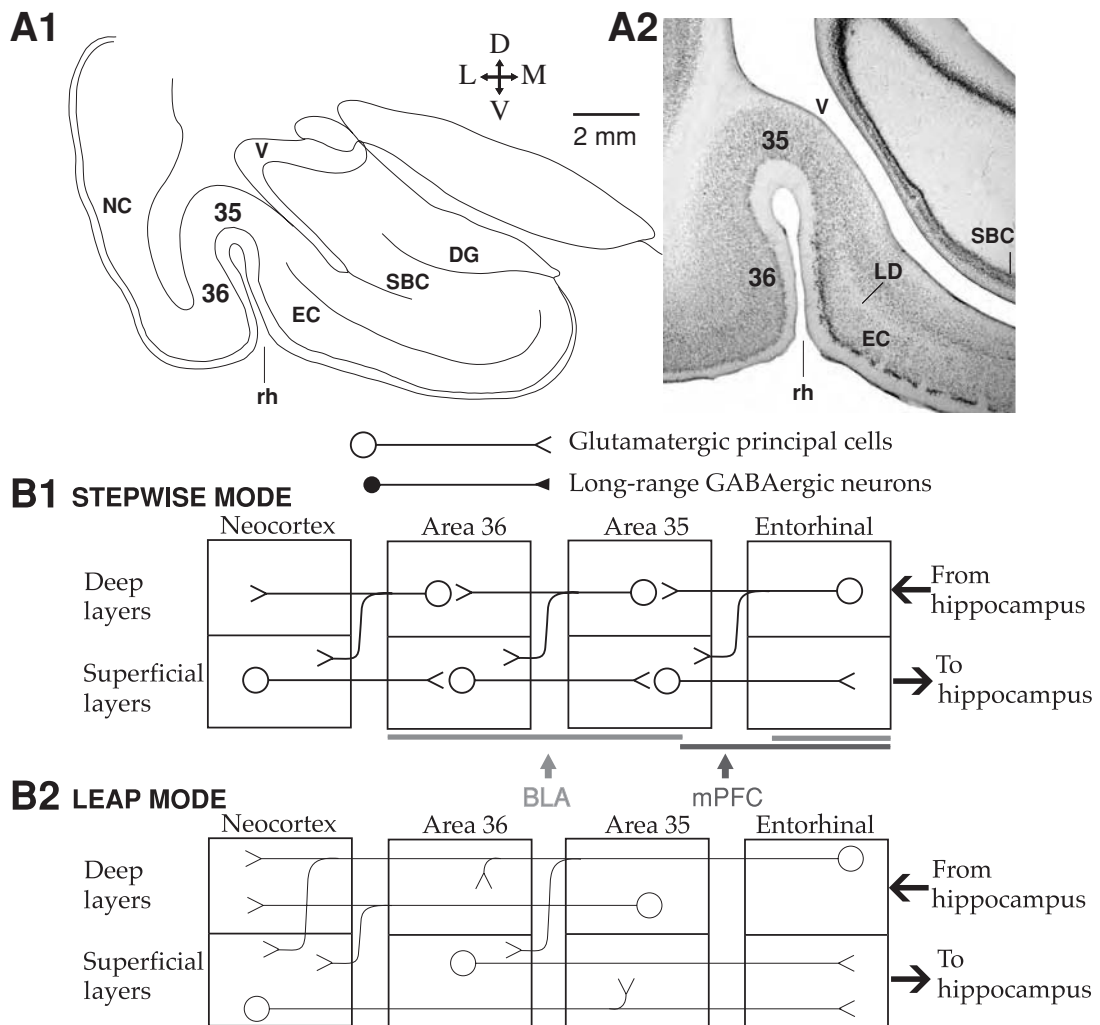 A1
D
L M
V
2 mm
V
NC
35
36
DG
SBC
EC
rh
A2
V
35
SBC
36
LD
EC
rh
Glutamatergic principal cells
Long-range GABAergic neurons
B1 STEPWISE MODE
Neocortex Area 36 Area 35 Entorhinal
Deep
layers
From
hippocampus
Superficial
layers
To
hippocampus
BLA mPFC
B2 LEAP MODE
Neocortex Area 36 Area 35 Entorhinal
Deep
layers
From
hippocampus
Superficial
layers
To
hippocampus